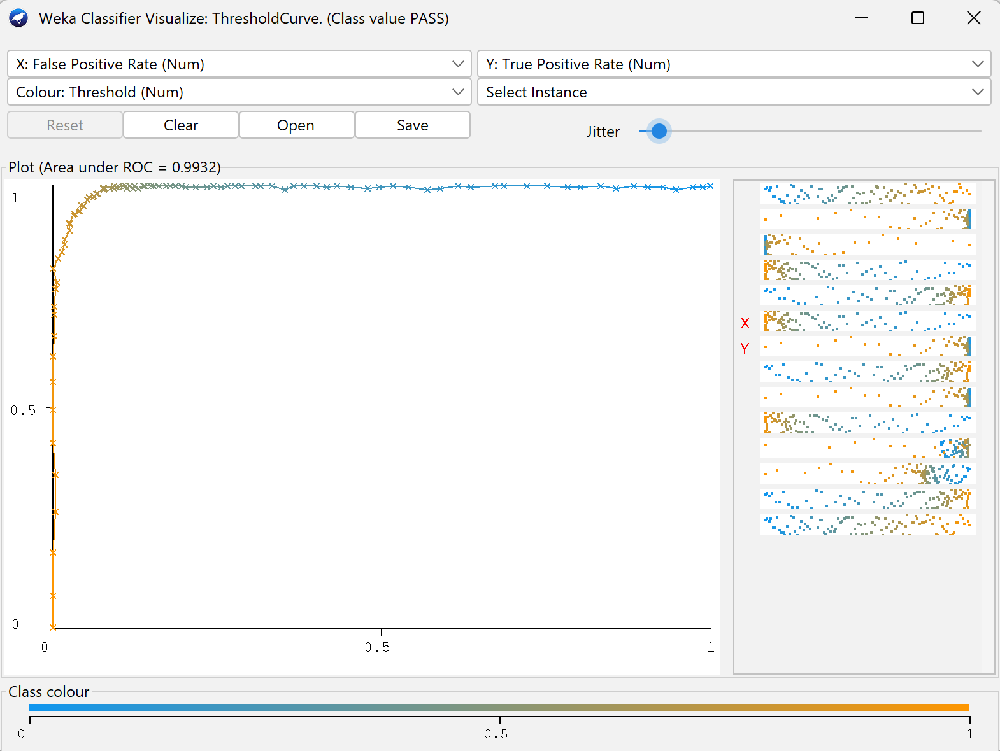 Weka Classifier Visualize: ThresholdCurve. (Class value PASS)
X: False Positive Rate (Num)
Y: True Positive Rate (Num)
Colour: Threshold (Num)
Select Instance
Reset
Clear
Open
Save
Jitter
Plot (Area under ROC = 0.9932)
1
0.5
0
0
0.5
1
X
Y
Class colour
0
0.5
1